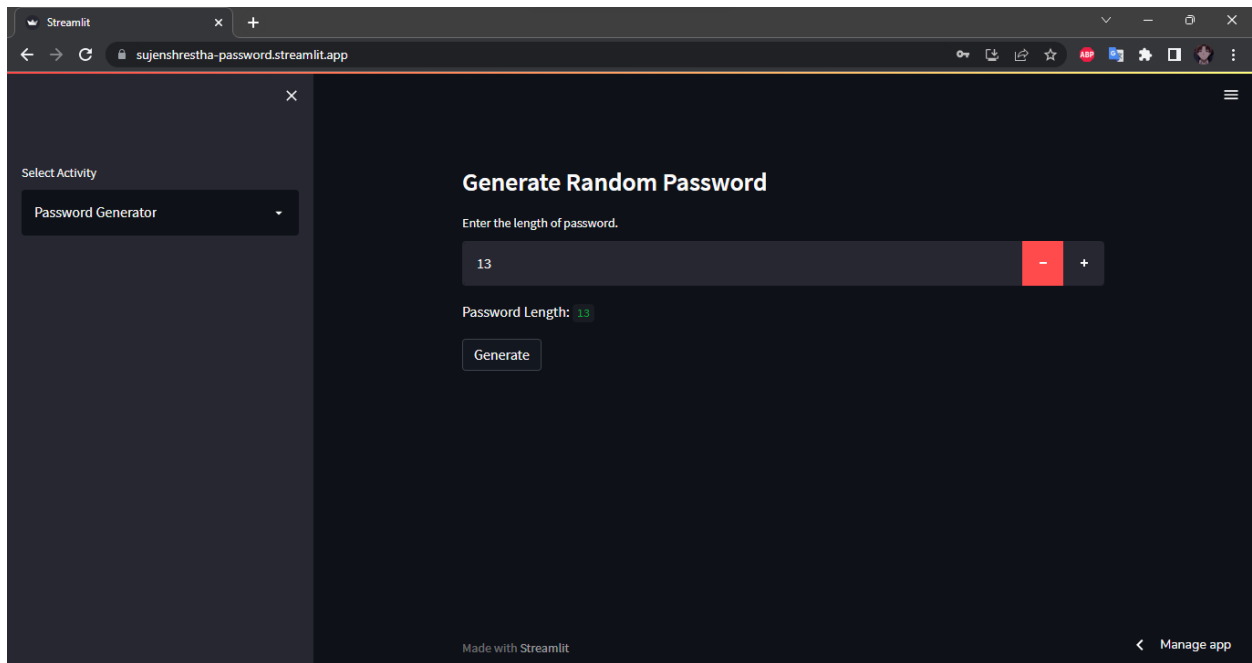 Streamlit
sujenshrestha-password.streamlit.app
ABP
Select Activity
Password Generator
Generate Random Password
Enter the length of password.
13
Password Length: 13
Generate
Made with Streamlit
Manage app